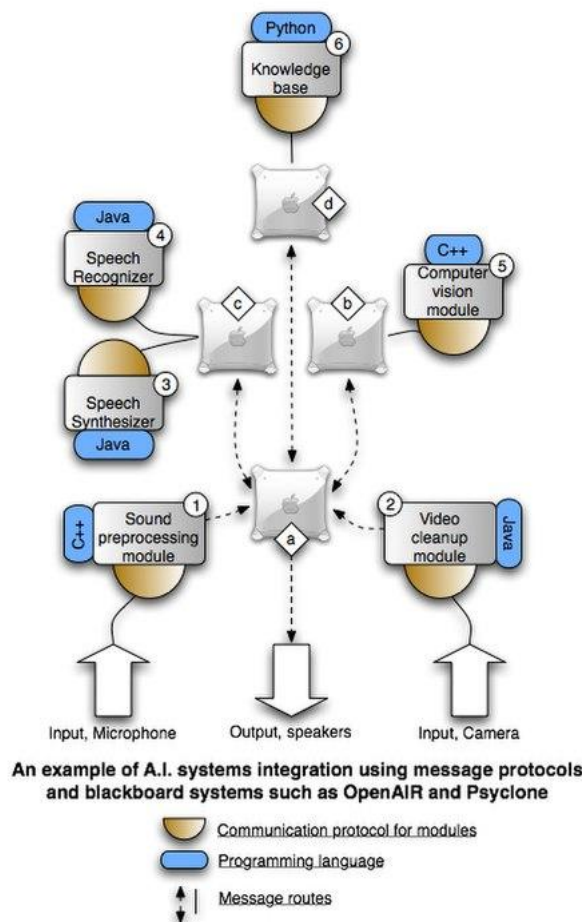 Python
6
Knowledge
base
d
Java
4
Speech
Recognizer
c
b
C++
5
Computer
vision
module
3
Speech
Synthesizer
Java
1
C++
Sound
preprocessing
module
a
2
Video
cleanup
module
Java
Input, Microphone
Output, speakers
Input, Camera
An example of A.I. systems integration using message protocols
and blackboard systems such as OpenAIR and Psyclone
Communication protocol for modules
Programming language
Message routes